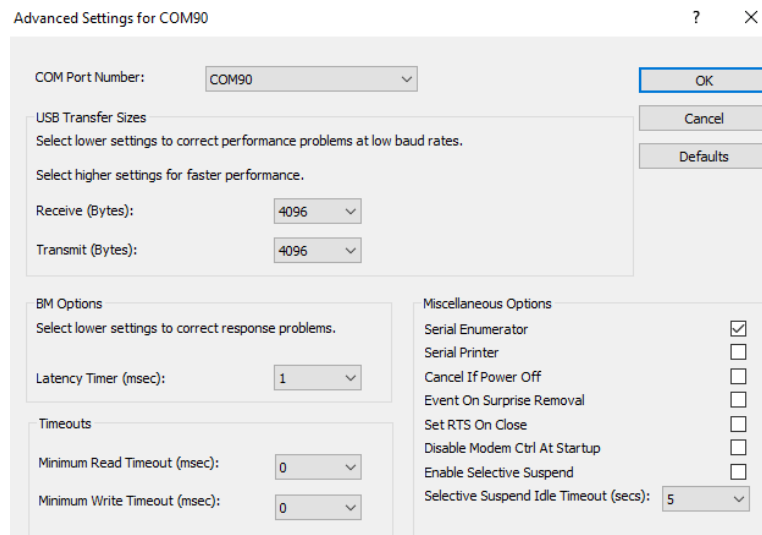 Advanced Settings for COM90
?
COM Port Number:
COM90
OK
Cancel
Defaults
USB Transfer Sizes
Select lower settings to correct performance problems at low baud rates.
Select higher settings for faster performance.
Receive (Bytes):
4096
Transmit (Bytes):
4096
BM Options
Select lower settings to correct response problems.
Latency Timer (msec):
1
Timeouts
Minimum Read Timeout (msec):
0
Minimum Write Timeout (msec):
0
Miscellaneous Options
Serial Enumerator
Serial Printer
Cancel If Power Off
Event On Surprise Removal
Set RTS On Close
Disable Modem Ctrl At Startup
Enable Selective Suspend
Selective Suspend Idle Timeout (secs):
5